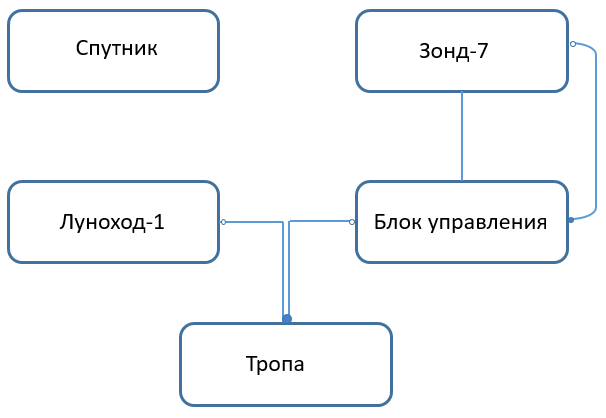 Спутник
Зонд-7
Луноход-1
Блок управления
Тропа